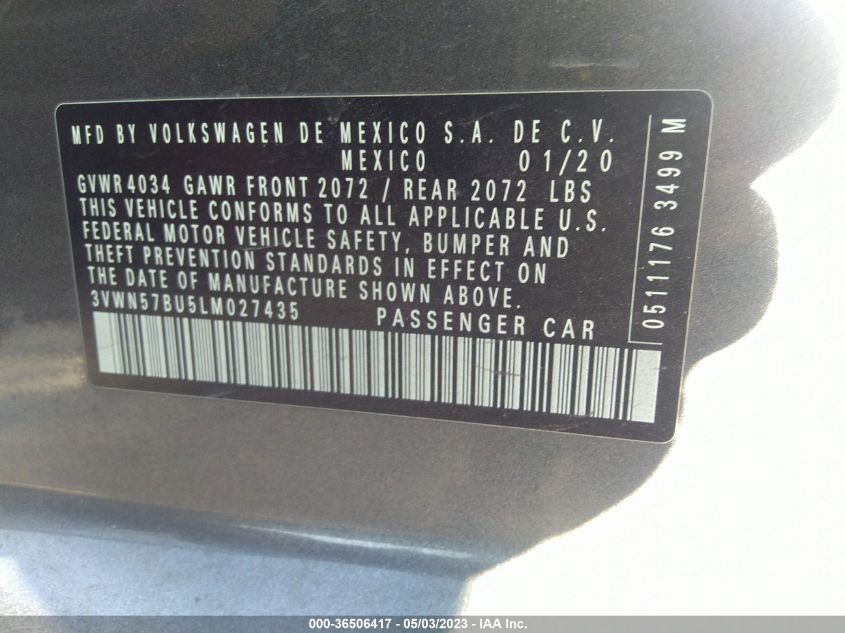 MFD BY VOLKSWAGEN DE MEXICO S.A. DE C.V.
MEXICO 01/20
GVWR 4034 GAWR FRONT 2072 / REAR 2072 LBS
THIS VEHICLE CONFORMS TO ALL APPLICABLE U.S.
FEDERAL MOTOR VEHICLE SAFETY, BUMPER AND
THEFT PREVENTION STANDARDS IN EFFECT ON
THE DATE OF MANUFACTURE SHOWN ABOVE.
3VWN57BU5LM027435 PASSENGER CAR
0511176 3499 M
000-36506417 - 05/03/2023 - IAA Inc.